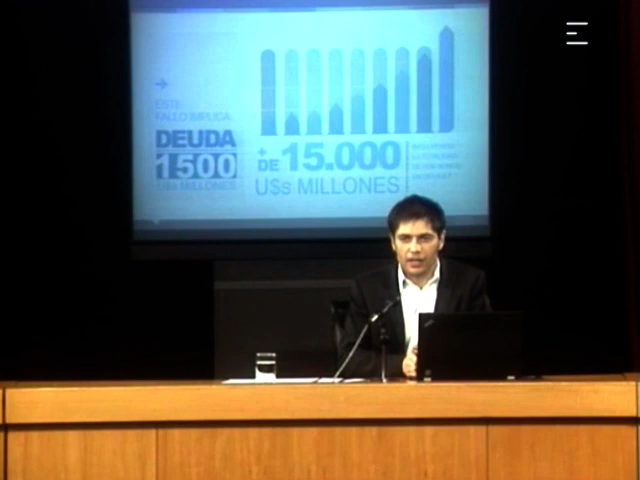 ESTE
FALLO IMPLICA
DEUDA
1500
U$s MILLONES
+
DE 15.000
U$s MILLONES